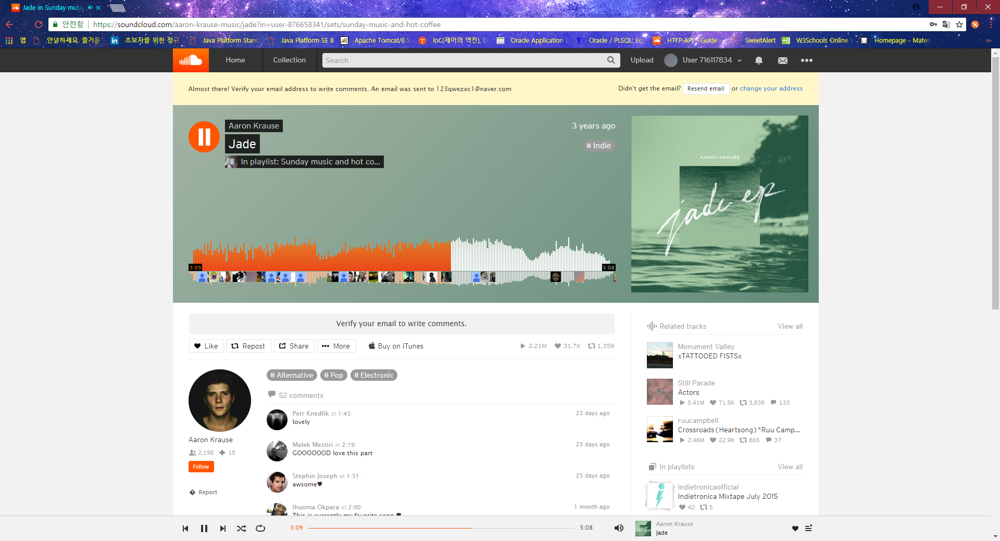 Jade in Sunday mus
안전함 https://soundcloud.com/aaron-krause-music/jade?in=user-876658341/sets/sunday-music-and-hot-coffee
앱 안녕하세요. 즐거운 초보자를 위한 정규 Java Platform Stand Java Platform SE 8 Apache Tomcat/8.5 IoC(제어의 역전), D Oracle Application Oracle / PLSQL: HTTP API - Guide SweetAlert W3Schools Online Homepage - Mater
Home Collection Search Upload User 716117834
Almost there! Verify your email address to write comments. An email was sent to 123qwezxc1@naver.com Didn't get the email? Resend email or change your address
Aaron Krause 3 years ago
Jade # Indie
In playlist: Sunday music and hot co...
AARON KRAUSE
jade ep
3:09 5:08
Verify your email to write comments.
Like Repost Share More Buy on iTunes 2.21M 31.7K 1,359
# Alternative # Pop # Electronic
52 comments
Petr Knedlík at 1:43: 23 days ago
lovely
Malek Mestiri at 2:19: 23 days ago
GOOOOOOD love this part
Stephin Joseph at 1:51: 25 days ago
awsome♥
Ihuoma Okpara at 2:00: 1 month ago
This is currently my favorite song ♥
Aaron Krause
2,198 18
Follow
Report
Related tracks View all
Monument Valley
xTATTOOED FISTSx
Still Parade
Actors
5.41M 71.5K 3,839 133
ruucampbell
Crossroads (Heartsong) *Ruu Camp...
2.46M 22.9K 865 37
In playlists View all
indietronicaofficial
Indietronica Mixtape July 2015
42 5
3:09 5:08
Aaron Krause
Jade